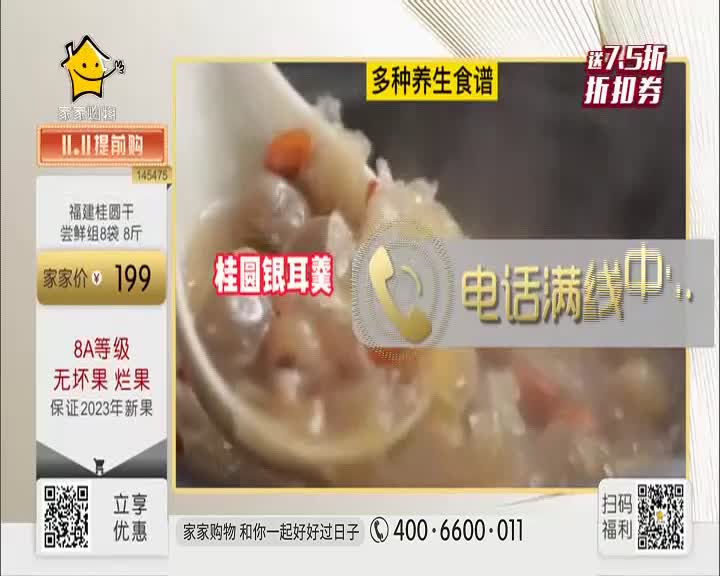 家家购物
11.11提前购
145475
福建桂圆干
尝鲜组8袋 8斤
家家价 ¥ 199
8A等级
无坏果 烂果
保证2023年新果
立享
优惠
多种养生食谱
送7.5折
折扣券
桂圆银耳羹
电话满线中...
家家购物 和你一起好好过日子
400·6600·011
扫码
福利